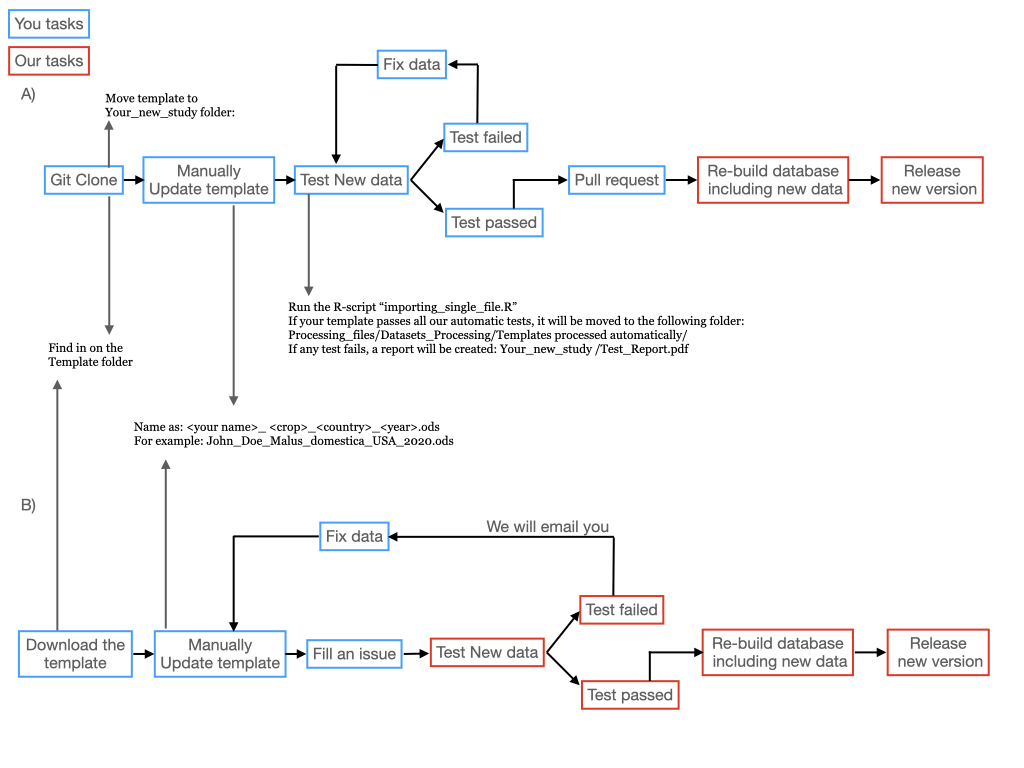 You tasks
Our tasks
A)
Move template to
Your_new_study folder:
Fix data
Test failed
Git Clone
Manually
Update template
Test New data
Test passed
Pull request
Re-build database
including new data
Release
new version
Run the R-script “importing_single_file.R”
If your template passes all our automatic tests, it will be moved to the following folder:
Processing_files/Datasets_Processing/Templates processed automatically/
If any test fails, a report will be created: Your_new_study /Test_Report.pdf
Find in on the
Template folder
Name as: <your name>_ <crop>_<country>_<year>.ods
For example: John_Doe_Malus_domestica_USA_2020.ods
B)
We will email you
Fix data
Test failed
Download the
template
Manually
Update template
Fill an issue
Test New data
Test passed
Re-build database
including new data
Release
new version